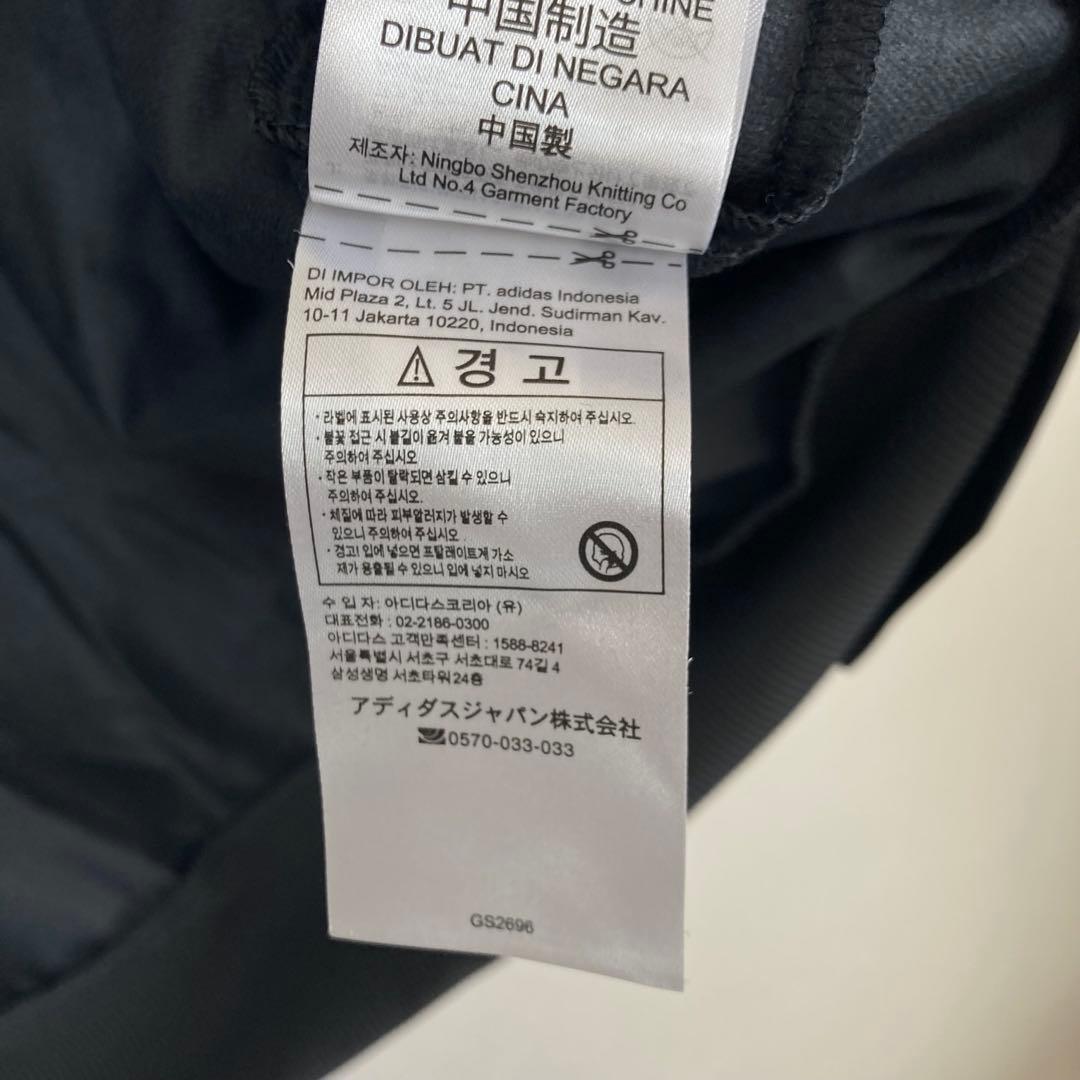 HINE
中国制造
DIBUAT DI NEGARA
CINA
中国製
제조자: Ningbo Shenzhou Knitting Co
Ltd No.4 Garment Factory
DI IMPOR OLEH: PT. adidas Indonesia
Mid Plaza 2, Lt. 5 JL. Jend. Sudirman Kav.
10-11 Jakarta 10220, Indonesia
경 고
· 라벨에 표시된 사용상 주의사항을 반드시 숙지하여 주십시오.
· 불꽃 접근 시 불길이 옮겨 붙을 가능성이 있으니
주의하여 주십시오
· 작은 부품이 탈락되면 삼킬 수 있으니
주의하여 주십시오.
· 체질에 따라 피부알러지가 발생할 수
있으니 주의하여 주십시오.
· 경고! 입에 넣으면 프탈레이트계 가소
제가 용출될 수 있으니 입에 넣지 마시오
수 입 자: 아디다스코리아 (유)
대표전화 : 02-2186-0300
아디다스 고객만족센터 : 1588-8241
서울특별시 서초구 서초대로 74길 4
삼성생명 서초타워 24층
アディダスジャパン株式会社
0570-033-033
GS2696